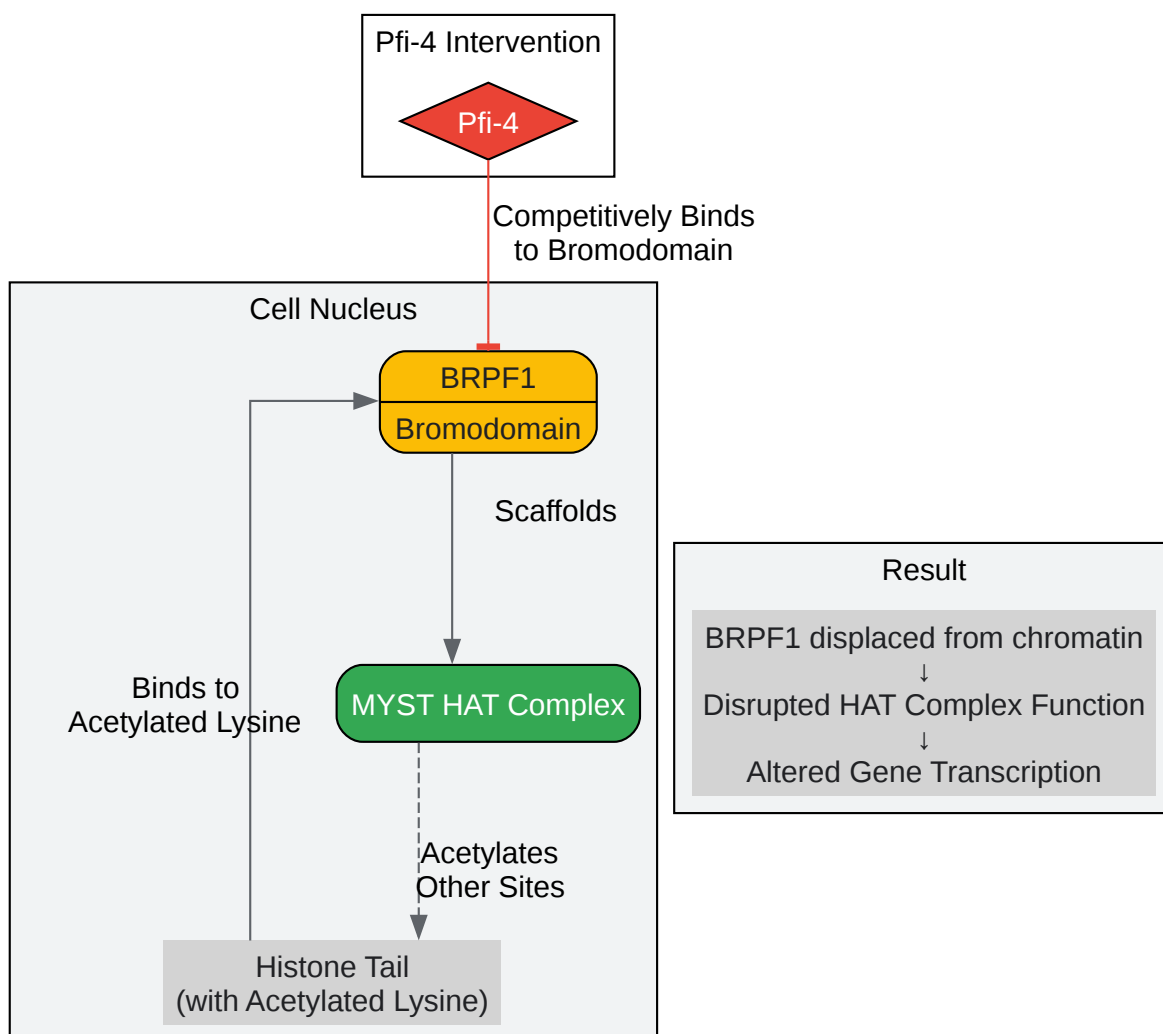 Pfi-4 Intervention
Pfi-4
Competitively Binds
to Bromodomain
Cell Nucleus
BRPF1
Bromodomain
Scaffolds
MYST HAT Complex
Binds to
Acetylated Lysine
Acetylates
Other Sites
Histone Tail
(with Acetylated Lysine)
Result
BRPF1 displaced from chromatin
↓
Disrupted HAT Complex Function
↓
Altered Gene Transcription